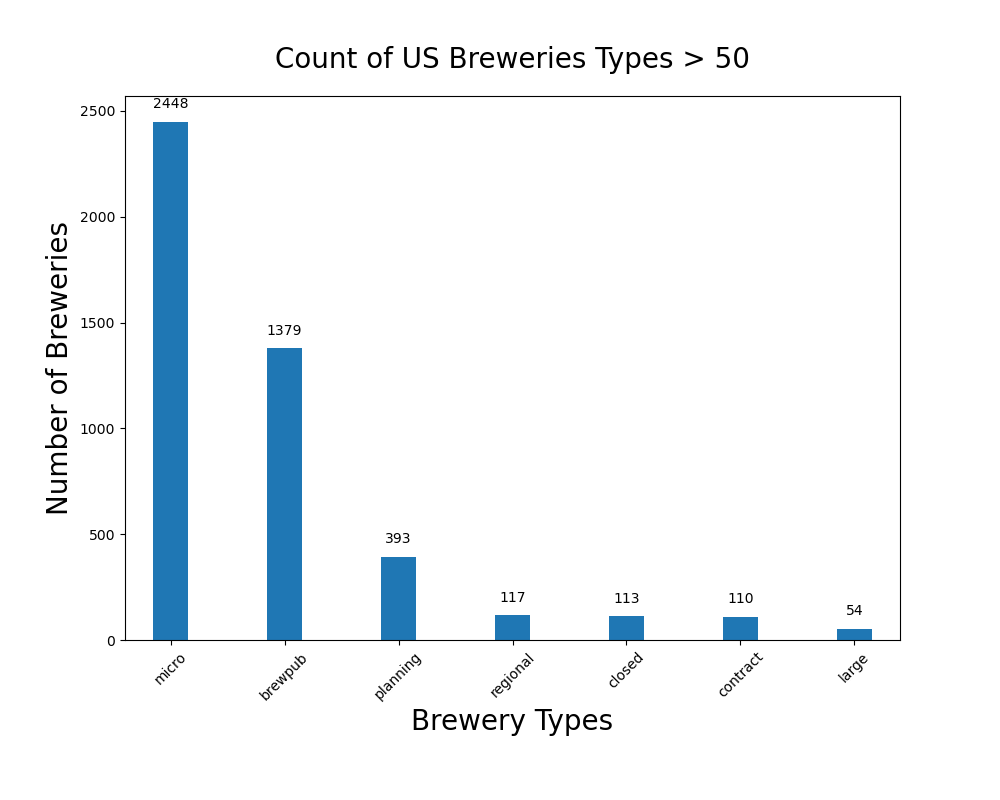 Count of US Breweries Types > 50
Number of Breweries
2500
2000
1500
1000
500
0
2448
1379
393
117
113
110
54
micro
brewpub
planning
regional
closed
contract
large
Brewery Types